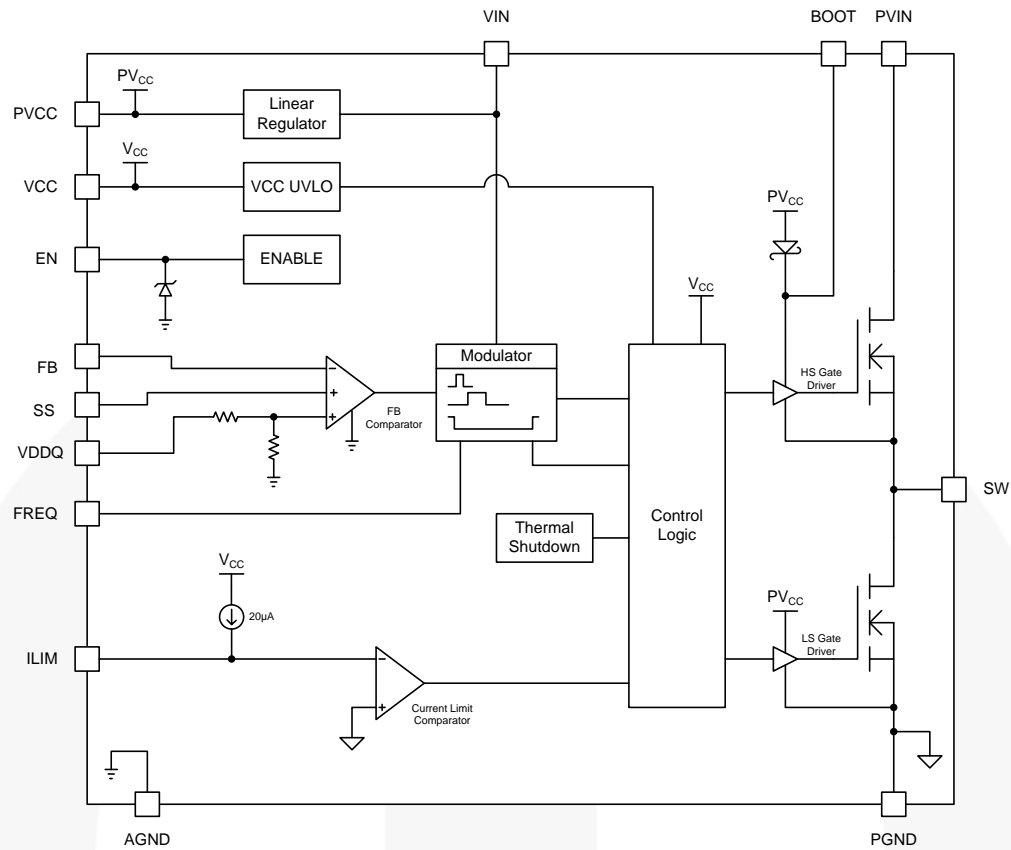 VIN
BOOT
PVIN
PVCC
PVCC
Linear
Regulator
VCC
VCC
VCC UVLO
EN
ENABLE
PVCC
VCC
FB
SS
VDDQ
FREQ
−
+
+
FB
Comparator
Modulator
HS Gate
Driver
SW
Thermal
Shutdown
Control
Logic
VCC
20µA
ILIM
−
+
Current Limit
Comparator
PVCC
LS Gate
Driver
AGND
PGND